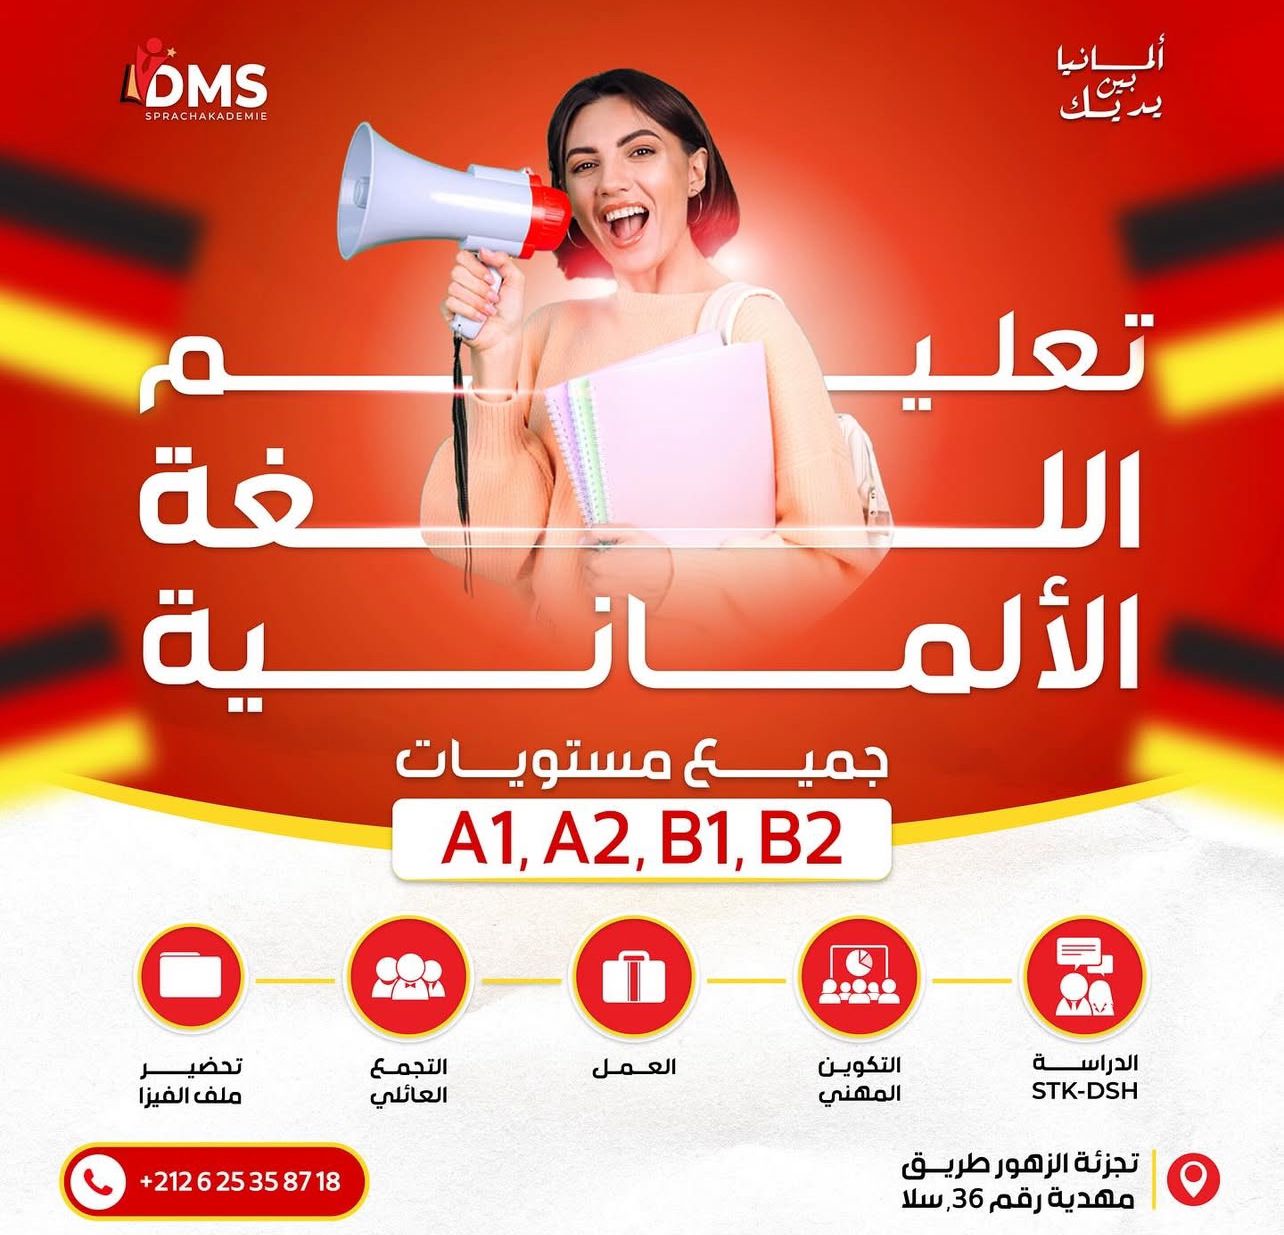 DMS
SPRACHAKADEMIE
ألمانيا
بين
يديك
تعليم
اللغة
الألمانية
جميع مستويات
A1, A2, B1, B2
الدراسة
STK-DSH
التكوين
المهني
العمل
التجمع
العائلي
تحضير
ملف الفيزا
تجزئة الزهور طريق
مهدية رقم 36, سلا
+212 6 25 35 87 18